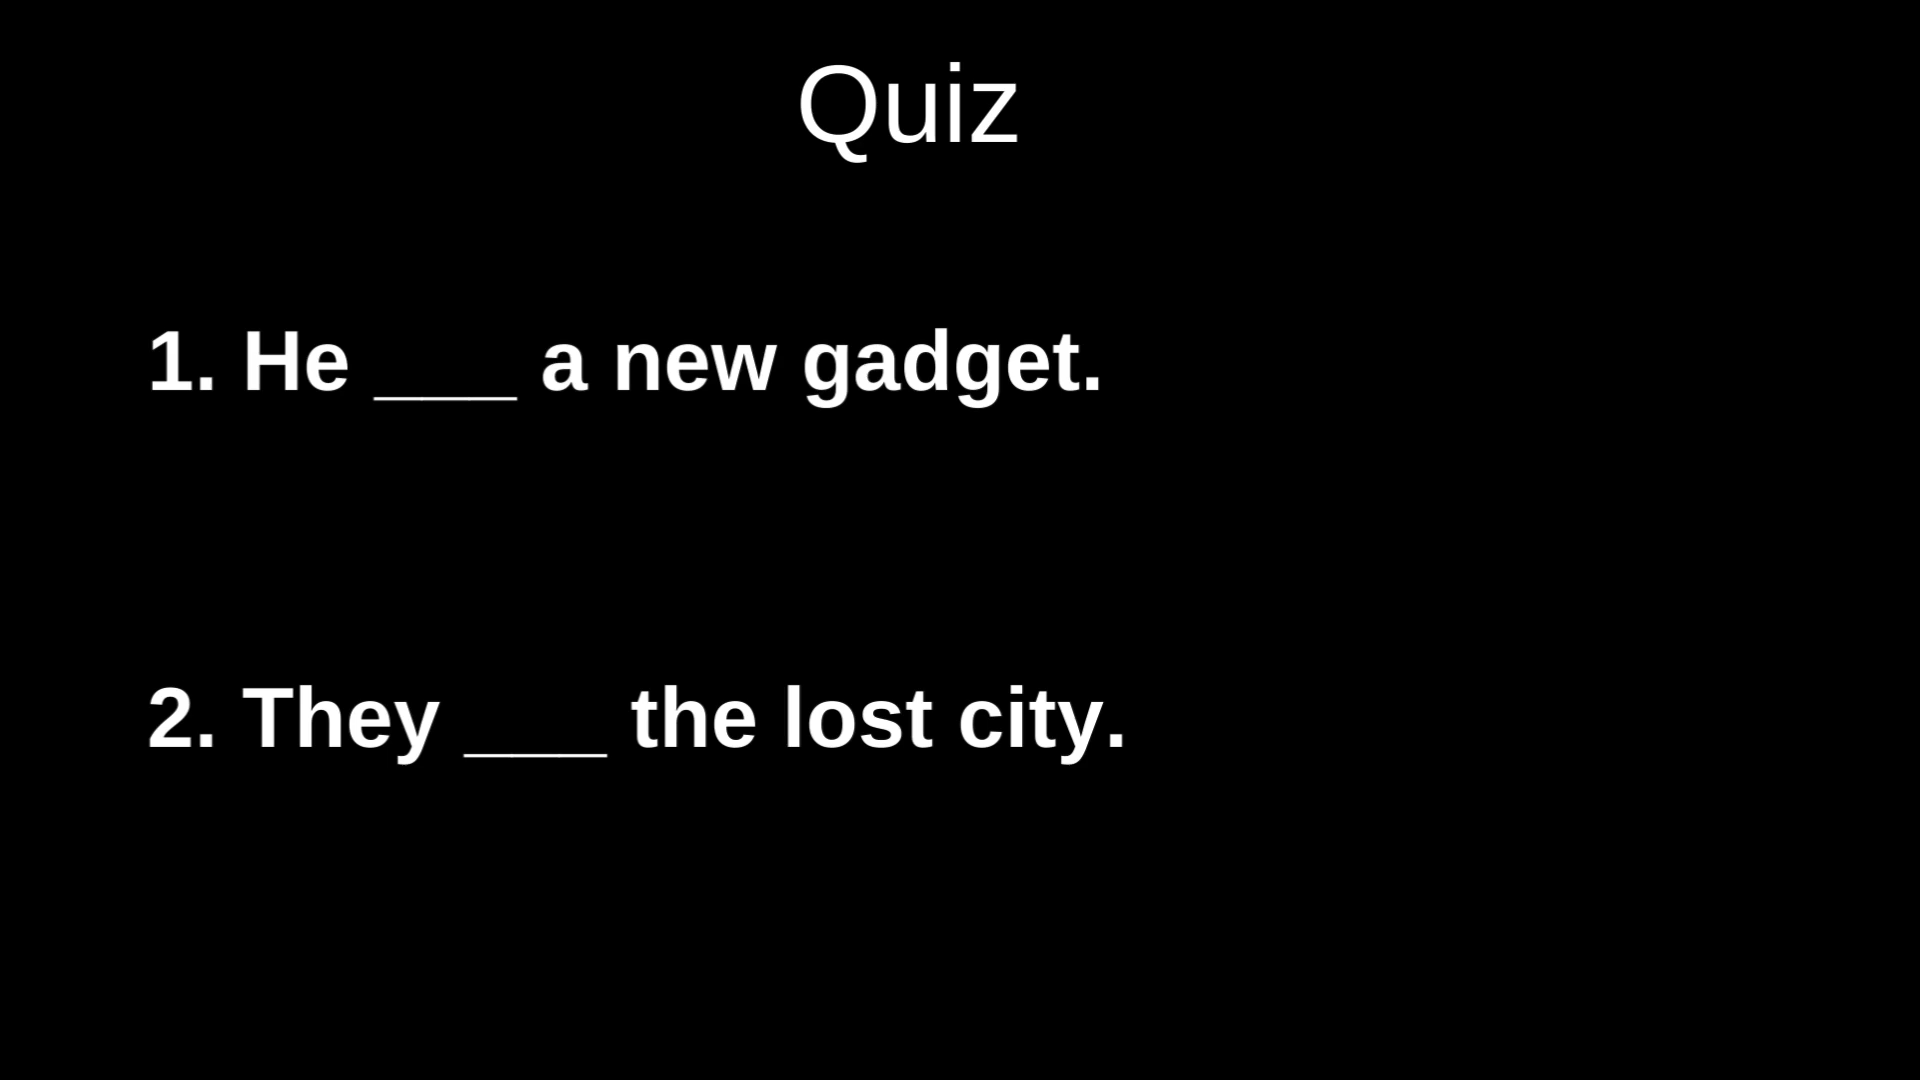 Quiz
1. He ___ a new gadget.
2. They ___ the lost city.